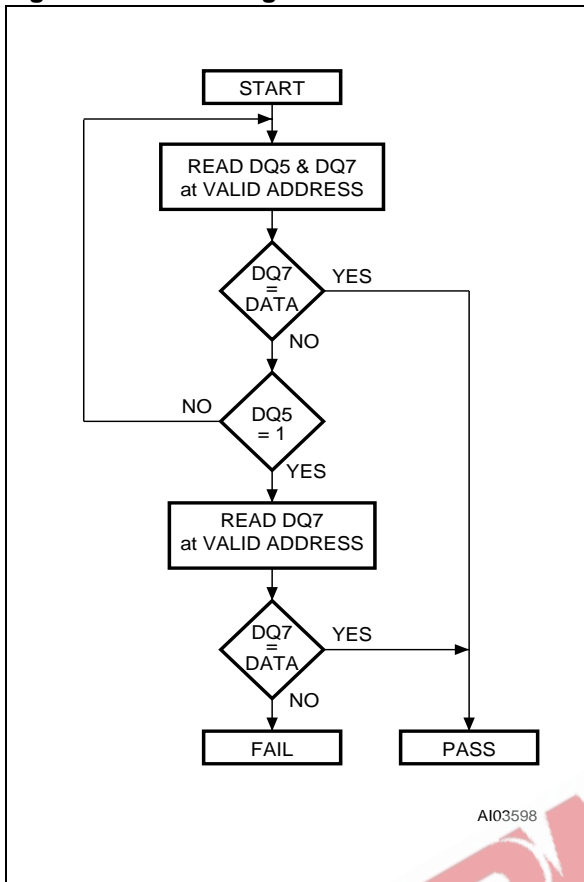 START
READ DQ5 & DQ7
at VALID ADDRESS
DQ7
=
DATA
YES
NO
DQ5
= 1
NO
YES
READ DQ7
at VALID ADDRESS
DQ7
=
DATA
YES
NO
FAIL
PASS
AI03598